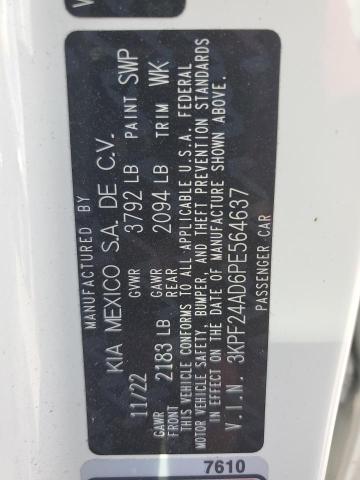 MANUFACTURED BY
KIA MEXICO S.A. DE C.V.
11/22 GVWR 3792 LB PAINT SWP
GAWR 2183 LB GAWR 2094 LB TRIM WK
REAR
THIS VEHICLE CONFORMS TO ALL APPLICABLE U.S.A. FEDERAL
MOTOR VEHICLE SAFETY, BUMPER, AND THEFT PREVENTION STANDARDS
IN EFFECT ON THE DATE OF MANUFACTURE SHOWN ABOVE.
V.I.N. 3KPF24AD6PE564637
PASSENGER CAR
7610